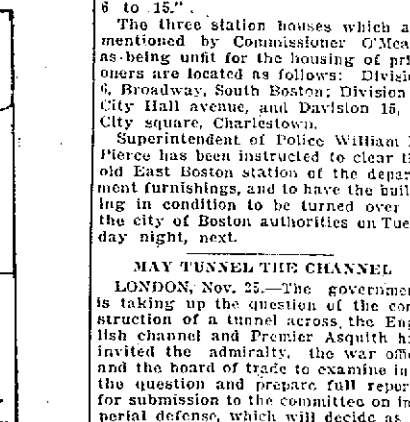 6 to 15."
The three station houses which a
mentioned by Commissioner O'Mea
as being unfit for the housing of pri
oners are located as follows: Divisi
6, Broadway, South Boston; Division
City Hall avenue, and Davision 15,
City square, Charlestown.
Superintendent of Police William
Pierce has been instructed to clear t
old East Boston station of the depar
ment furnishings, and to have the buil
ing in condition to be turned over
the city of Boston authorities on Tue
day night, next.
MAY TUNNEL THE CHANNEL
LONDON, Nov. 25.—The governmen
is taking up the question of the con
struction of a tunnel across the Eng
lish channel and Premier Asquith h
invited the admiralty, the war offi
and the board of trade to examine in
the question and prepare full repor
for submission to the committee on im
perial defense, which will decide as